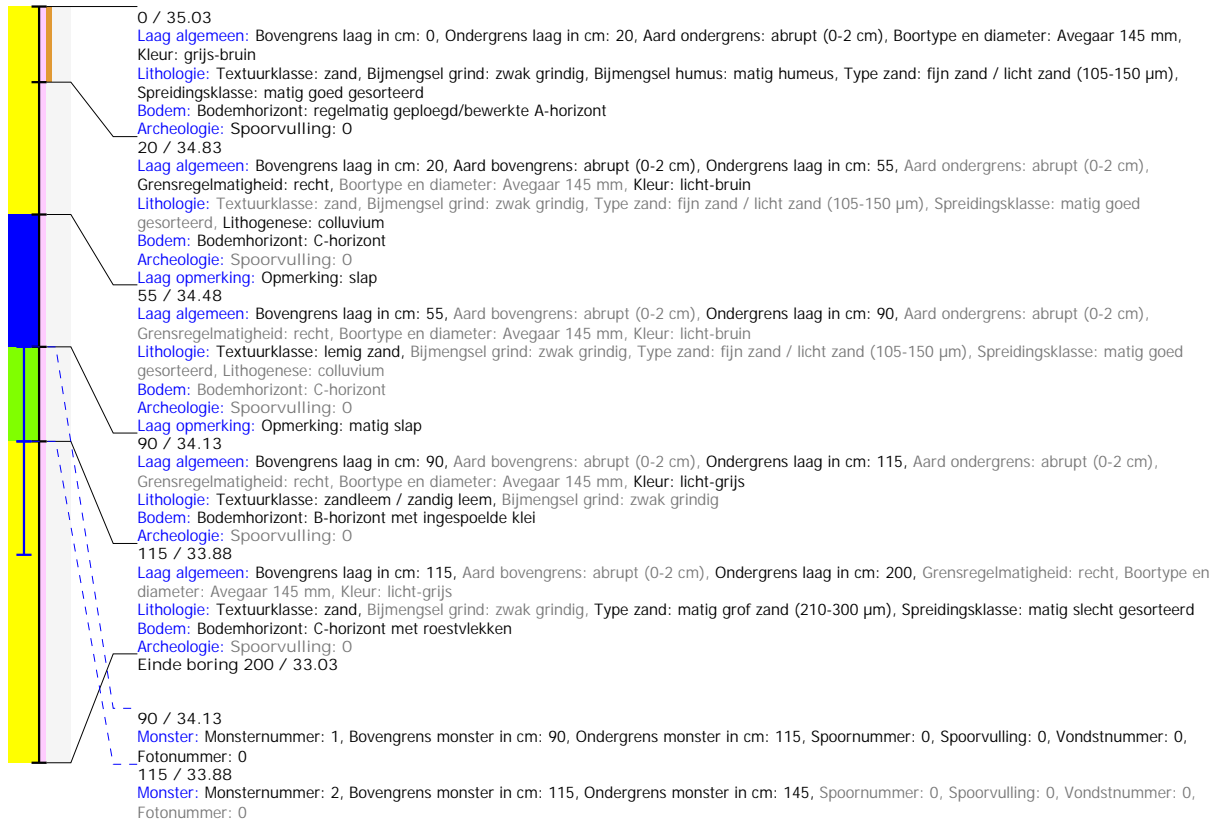 0 / 35.03
Laag algemeen: Bovengrens laag in cm: 0, Ondergrens laag in cm: 20, Aard ondergrens: abrupt (0-2 cm), Boortype en diameter: Avegaar 145 mm,
Kleur: grijs-bruin
Lithologie: Textuurklasse: zand, Bijmengsel grind: zwak grindig, Bijmengsel humus: matig humeus, Type zand: fijn zand / licht zand (105-150 µm),
Spreidingsklasse: matig goed gesorteerd
Bodem: Bodemhorizont: regelmatig geploegd/bewerkte A-horizont
Archeologie: Spoorvulling: 0
20 / 34.83
Laag algemeen: Bovengrens laag in cm: 20, Aard bovengrens: abrupt (0-2 cm), Ondergrens laag in cm: 55, Aard ondergrens: abrupt (0-2 cm),
Grensregelmatigheid: recht, Boortype en diameter: Avegaar 145 mm, Kleur: licht-bruin
Lithologie: Textuurklasse: zand, Bijmengsel grind: zwak grindig, Type zand: fijn zand / licht zand (105-150 µm), Spreidingsklasse: matig goed
gesorteerd, Lithogenese: colluvium
Bodem: Bodemhorizont: C-horizont
Archeologie: Spoorvulling: 0
Laag opmerking: Opmerking: slap
55 / 34.48
Laag algemeen: Bovengrens laag in cm: 55, Aard bovengrens: abrupt (0-2 cm), Ondergrens laag in cm: 90, Aard ondergrens: abrupt (0-2 cm),
Grensregelmatigheid: recht, Boortype en diameter: Avegaar 145 mm, Kleur: licht-bruin
Lithologie: Textuurklasse: lemig zand, Bijmengsel grind: zwak grindig, Type zand: fijn zand / licht zand (105-150 µm), Spreidingsklasse: matig goed
gesorteerd, Lithogenese: colluvium
Bodem: Bodemhorizont: C-horizont
Archeologie: Spoorvulling: 0
Laag opmerking: Opmerking: matig slap
90 / 34.13
Laag algemeen: Bovengrens laag in cm: 90, Aard bovengrens: abrupt (0-2 cm), Ondergrens laag in cm: 115, Aard ondergrens: abrupt (0-2 cm),
Grensregelmatigheid: recht, Boortype en diameter: Avegaar 145 mm, Kleur: licht-grijs
Lithologie: Textuurklasse: zandleem / zandig leem, Bijmengsel grind: zwak grindig
Bodem: Bodemhorizont: B-horizont met ingespoelde klei
Archeologie: Spoorvulling: 0
115 / 33.88
Laag algemeen: Bovengrens laag in cm: 115, Aard bovengrens: abrupt (0-2 cm), Ondergrens laag in cm: 200, Grensregelmatigheid: recht, Boortype en
diameter: Avegaar 145 mm, Kleur: licht-grijs
Lithologie: Textuurklasse: zand, Bijmengsel grind: zwak grindig, Type zand: matig grof zand (210-300 µm), Spreidingsklasse: matig slecht gesorteerd
Bodem: Bodemhorizont: C-horizont met roestvlekken
Archeologie: Spoorvulling: 0
Einde boring 200 / 33.03
90 / 34.13
Monster: Monsternummer: 1, Bovengrens monster in cm: 90, Ondergrens monster in cm: 115, Spoornummer: 0, Spoorvulling: 0, Vondstnummer: 0,
Fotonummer: 0
115 / 33.88
Monster: Monsternummer: 2, Bovengrens monster in cm: 115, Ondergrens monster in cm: 145, Spoornummer: 0, Spoorvulling: 0, Vondstnummer: 0,
Fotonummer: 0